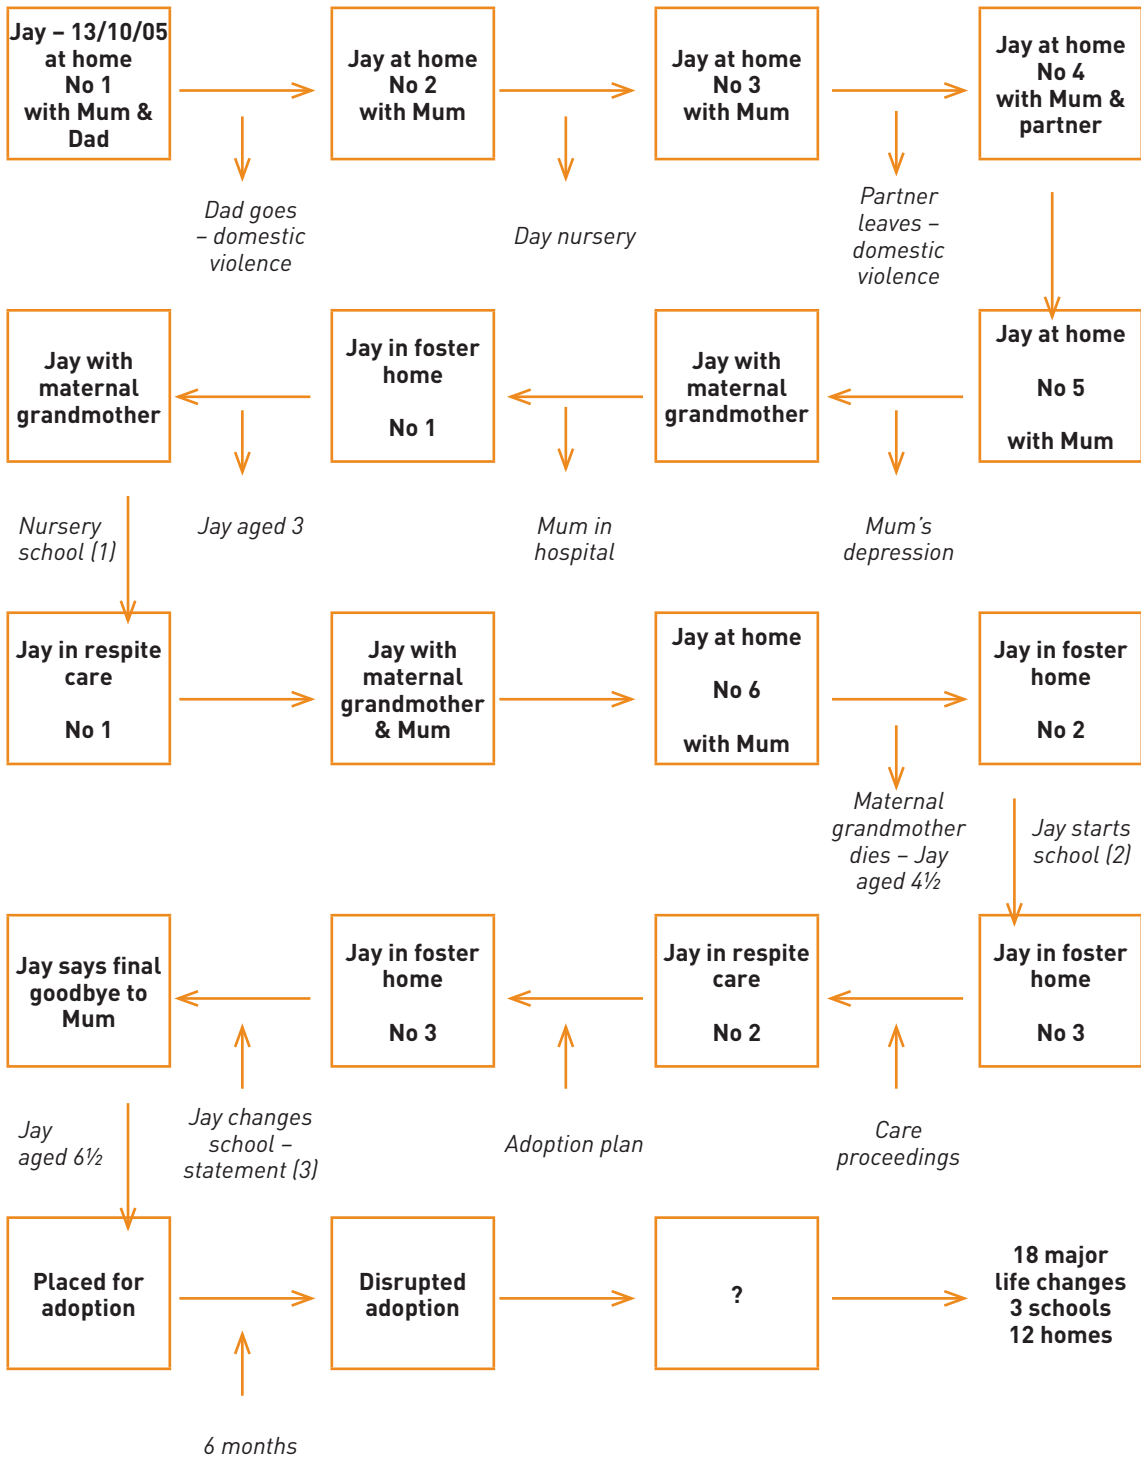 Jay – 13/10/05
at home
No 1
with Mum &
Dad
Jay at home
No 2
with Mum
Jay at home
No 3
with Mum
Jay at home
No 4
with Mum &
partner
Dad goes
– domestic
violence
Day nursery
Partner
leaves –
domestic
violence
Jay at home
No 5
with Mum
Jay with
maternal
grandmother
Jay in foster
home
No 1
Jay with
maternal
grandmother
Mum's
depression
Mum in
hospital
Jay aged 3
Nursery
school (1)
Jay in respite
care
No 1
Jay with
maternal
grandmother
& Mum
Jay at home
No 6
with Mum
Jay in foster
home
No 2
Maternal
grandmother
dies – Jay
aged 4½
Jay starts
school (2)
Jay in foster
home
No 3
Jay in respite
care
No 2
Jay in foster
home
No 3
Jay says final
goodbye to
Mum
Care
proceedings
Adoption plan
Jay changes
school –
statement (3)
Jay
aged 6½
Placed for
adoption
Disrupted
adoption
?
18 major
life changes
3 schools
12 homes
6 months